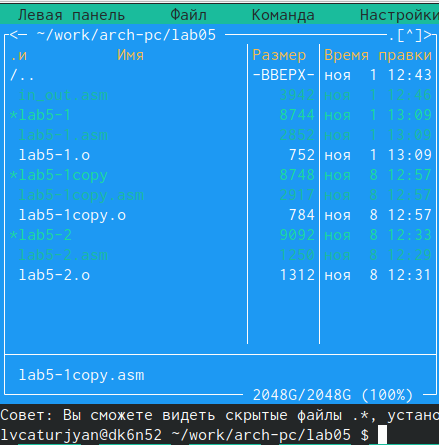 Левая панель Файл Команда Настройки
<— ~/work/arch-pc/lab05 .[^]>
.и Имя Размер Время правки
/.. -ВВЕРХ- ноя 1 12:43
in_out.asm 3942 ноя 1 12:46
*lab5-1 8744 ноя 1 13:09
lab5-1.asm 2852 ноя 1 13:09
lab5-1.o 752 ноя 1 13:09
*lab5-1copy 8748 ноя 8 12:57
lab5-1copy.asm 2917 ноя 8 12:57
lab5-1copy.o 784 ноя 8 12:57
*lab5-2 9092 ноя 8 12:33
lab5-2.asm 1250 ноя 8 12:29
lab5-2.o 1312 ноя 8 12:31
lab5-1copy.asm
2048G/2048G (100%)
Совет: Вы сможете видеть скрытые файлы .*, устано
lvcaturjyan@dk6n52 ~/work/arch-pc/lab05 $